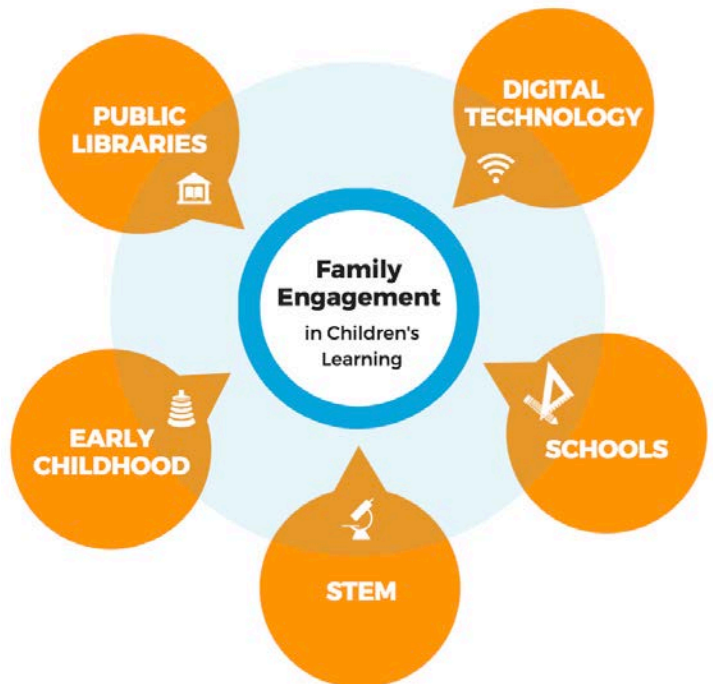 PUBLIC
LIBRARIES
DIGITAL
TECHNOLOGY
Family
Engagement
in Children's
Learning
EARLY
CHILDHOOD
SCHOOLS
STEM